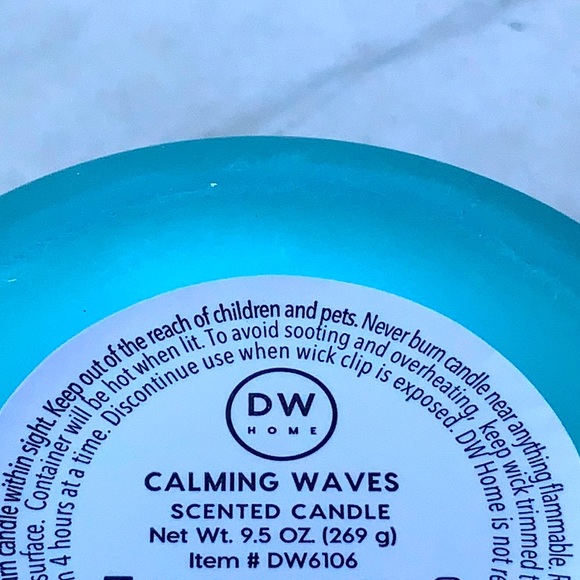 candle within sight. Keep out of the reach of children and pets. Never burn candle near anything flammable.
surface. Container will be hot when lit. To avoid sooting and overheating, keep wick trimmed
4 hours at a time. Discontinue use when wick clip is exposed. DW Home is not
DW
HOME
CALMING WAVES
SCENTED CANDLE
Net Wt. 9.5 OZ. (269 g)
Item # DW6106